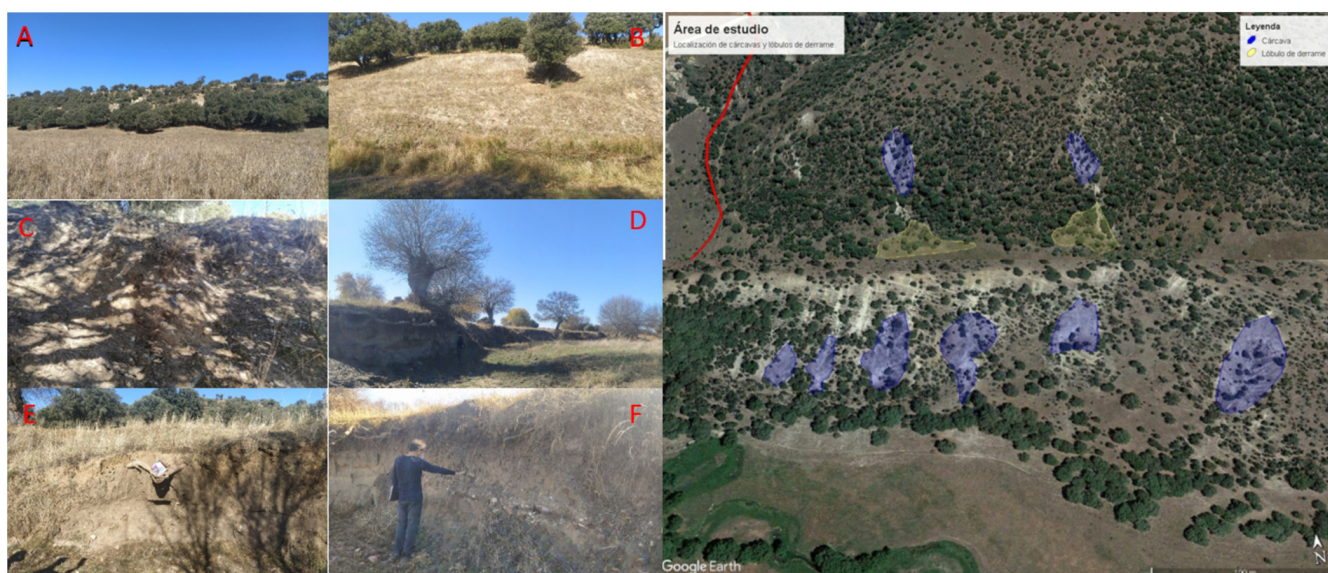 A
B
C
D
E
F
Área de estudio
Localización de cárcavas y lóbulos de derrame
Leyenda
Cárcava
Lóbulo de derrame
Google Earth
N